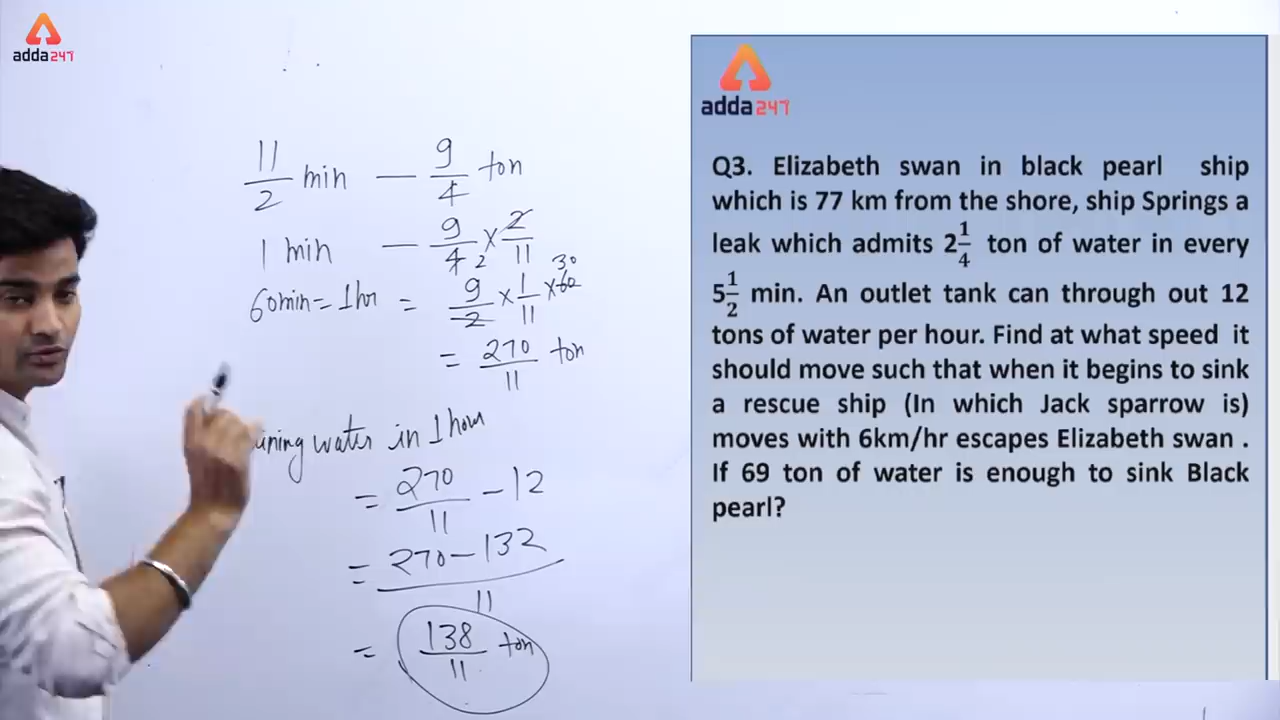 adda247
11/2 min — 9/4 ton
1 min — 9/4 2 × 2/11
60min = 1hr = 9/2 × 1/11 × 60 30
= 270/11 ton
water in 1 hour
= 270/11 − 12
= 270 − 132 / 11
= 138/11 ton
adda247
Q3. Elizabeth swan in black pearl ship
which is 77 km from the shore, ship Springs a
leak which admits 2 1/4 ton of water in every
5 1/2 min. An outlet tank can through out 12
tons of water per hour. Find at what speed it
should move such that when it begins to sink
a rescue ship (In which Jack sparrow is)
moves with 6km/hr escapes Elizabeth swan .
If 69 ton of water is enough to sink Black
pearl?